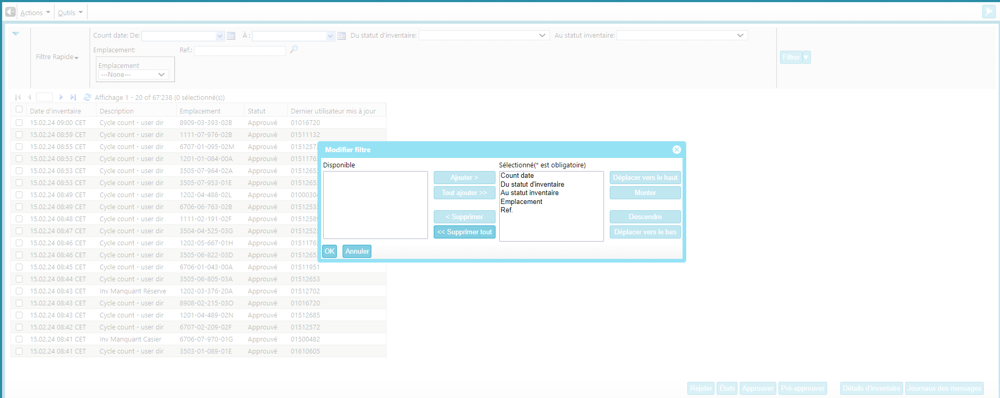 Actions Outils
Count date: De: À : Du statut d'inventaire: Au statut inventaire:
Filtre Rapide
Emplacement: Ref.:
Emplacement
---None---
Filtrer
Affichage 1 - 20 of 67'238 (0 sélectionné(s))
Date d'inventaire Description Emplacement Statut Dernier utilisateur mis à jour
15.02.24 09:00 CET Cycle count - user dir 8909-03-393-02B Approuvé 01016720
15.02.24 08:59 CET Cycle count - user dir 1111-07-976-02B Approuvé 01511132
15.02.24 08:55 CET Cycle count - user dir 6707-01-095-02M Approuvé 0151257
15.02.24 08:53 CET Cycle count - user dir 1201-01-084-00A Approuvé 0151176
15.02.24 08:53 CET Cycle count - user dir 3505-07-964-02A Approuvé 0151265
15.02.24 08:53 CET Cycle count - user dir 3505-07-953-01E Approuvé 0151265
15.02.24 08:49 CET Cycle count - user dir 1202-04-488-02L Approuvé 0100030
15.02.24 08:49 CET Cycle count - user dir 6706-06-763-02B Approuvé 0151253
15.02.24 08:48 CET Cycle count - user dir 1111-02-191-02F Approuvé 0151258
15.02.24 08:47 CET Cycle count - user dir 3504-04-525-03G Approuvé 0151252
15.02.24 08:46 CET Cycle count - user dir 1202-05-667-01H Approuvé 0151176
15.02.24 08:46 CET Cycle count - user dir 3505-06-822-03D Approuvé 0151265
15.02.24 08:45 CET Cycle count - user dir 6706-01-043-00A Approuvé 01511951
15.02.24 08:44 CET Cycle count - user dir 3505-06-805-03A Approuvé 01512653
15.02.24 08:43 CET Inv Manquant Réserve 1202-03-376-20A Approuvé 01512702
15.02.24 08:43 CET Cycle count - user dir 8908-02-215-03O Approuvé 01016720
15.02.24 08:43 CET Cycle count - user dir 1201-04-489-02N Approuvé 01512685
15.02.24 08:42 CET Cycle count - user dir 6707-02-209-02F Approuvé 01512572
15.02.24 08:41 CET Inv Manquant Casier 6706-07-970-01G Approuvé 01500482
15.02.24 08:41 CET Cycle count - user dir 3503-01-089-01E Approuvé 01610605
Modifier filtre
Disponible
Ajouter >
Tout ajouter >>
< Supprimer
<< Supprimer tout
Sélectionné(* est obligatoire)
Count date
Du statut d'inventaire
Au statut inventaire
Emplacement
Ref.
Déplacer vers le haut
Monter
Descendre
Déplacer vers le bas
OK Annuler
Rejeter États Approuver Pré-approuver Détails d'inventaire Journaux des messages